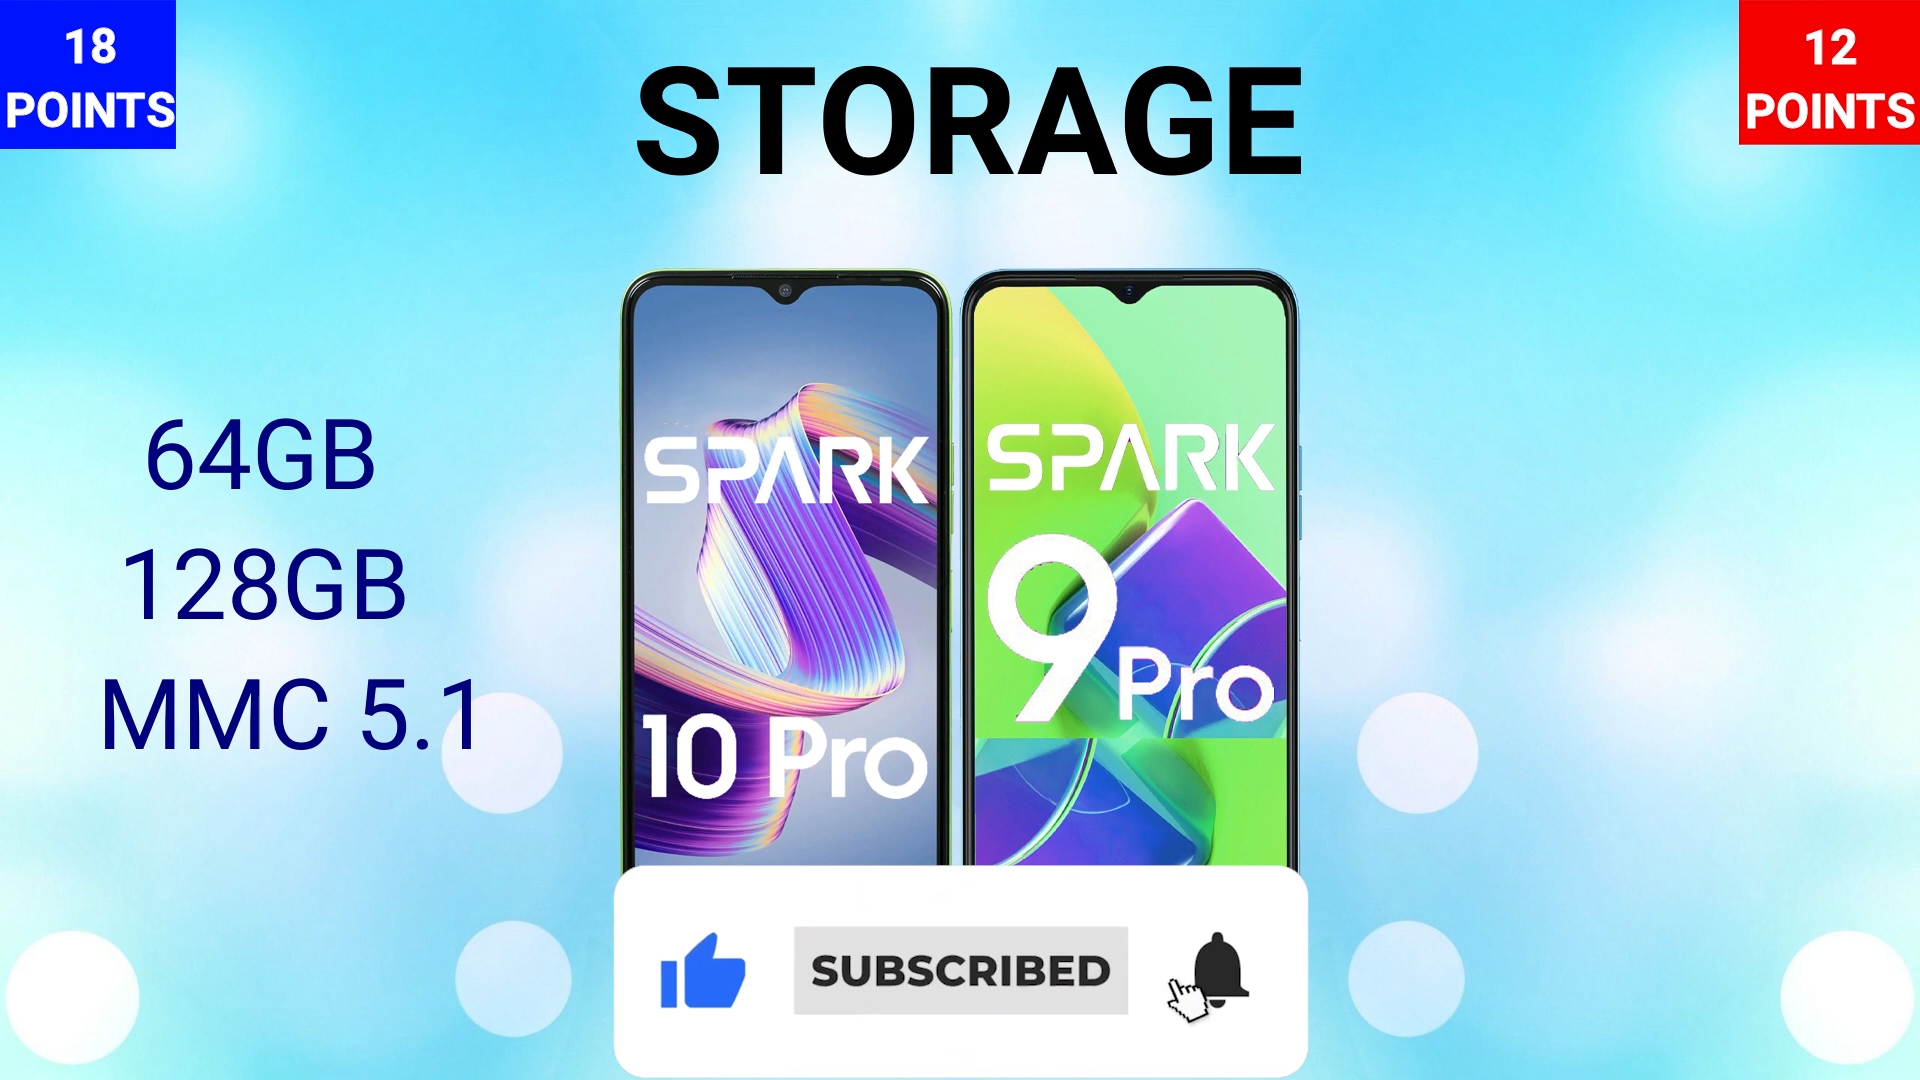 18
POINTS
STORAGE
12
POINTS
64GB
128GB
MMC 5.1
SPARK
10 Pro
SPARK
9 Pro
SUBSCRIBED